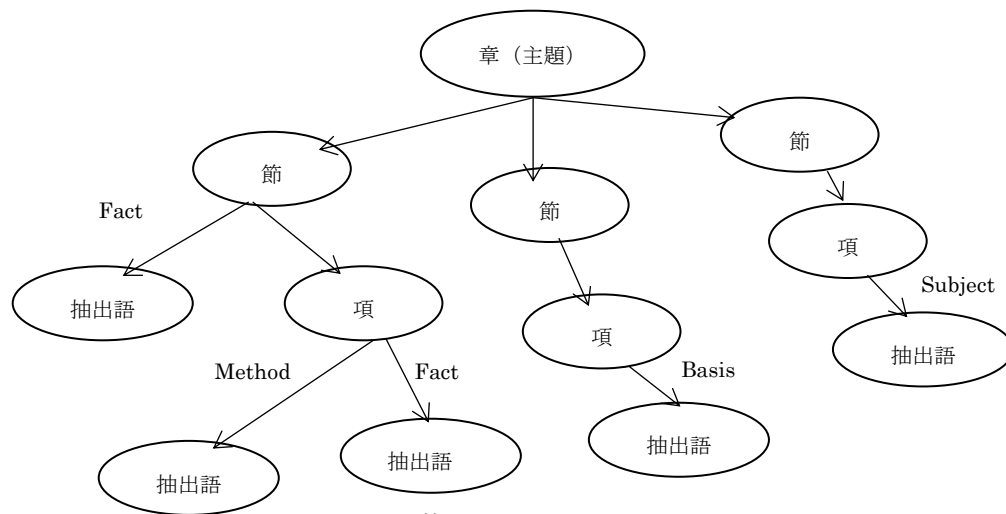 章（主題）
節
節
節
Fact
項
抽出語
項
Subject
項
抽出語
Method
Fact
Basis
抽出語
抽出語
抽出語